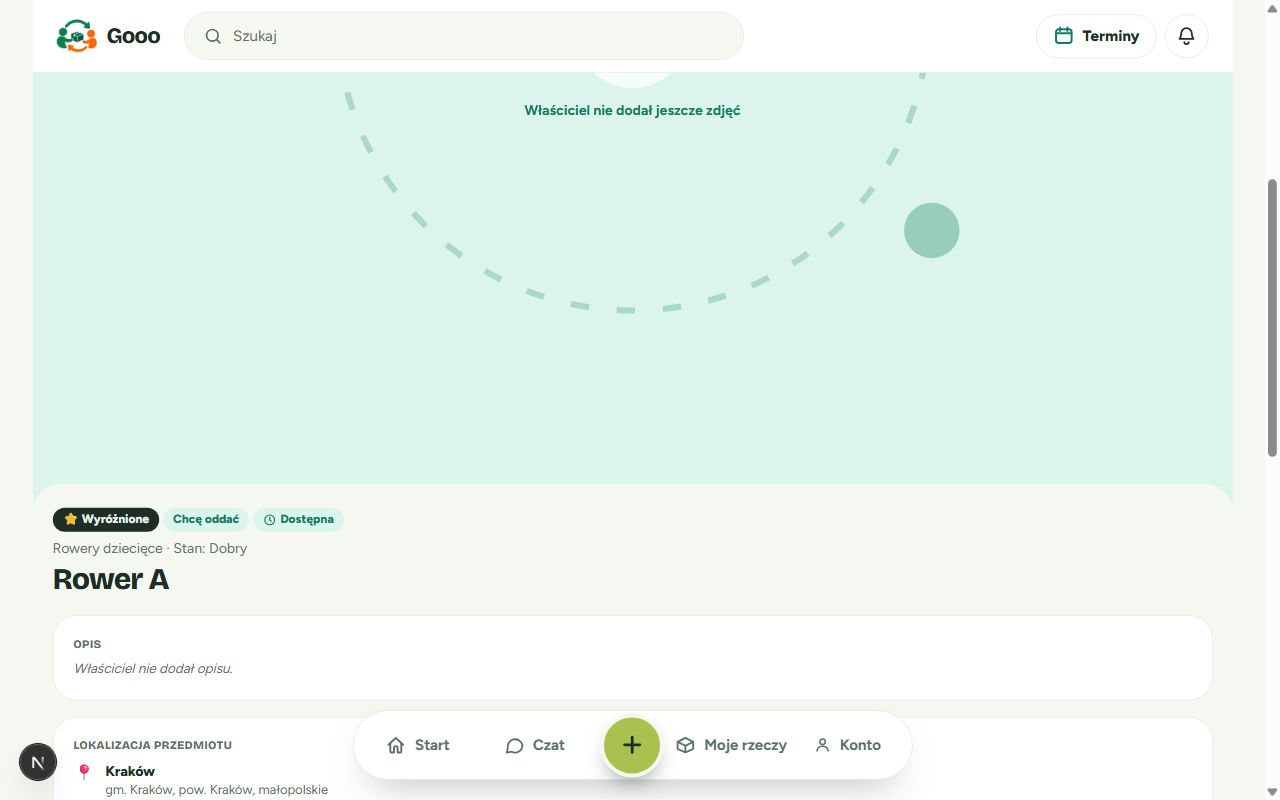 Gooo
Szukaj
Terminy
Właściciel nie dodał jeszcze zdjęć
Wyróżnione
Chcę oddać
Dostępna
Rowery dziecięce · Stan: Dobry
Rower A
OPIS
Właściciel nie dodał opisu.
LOKALIZACJA PRZEDMIOTU
Kraków
gm. Kraków, pow. Kraków, małopolskie
Start
Czat
Moje rzeczy
Konto
N